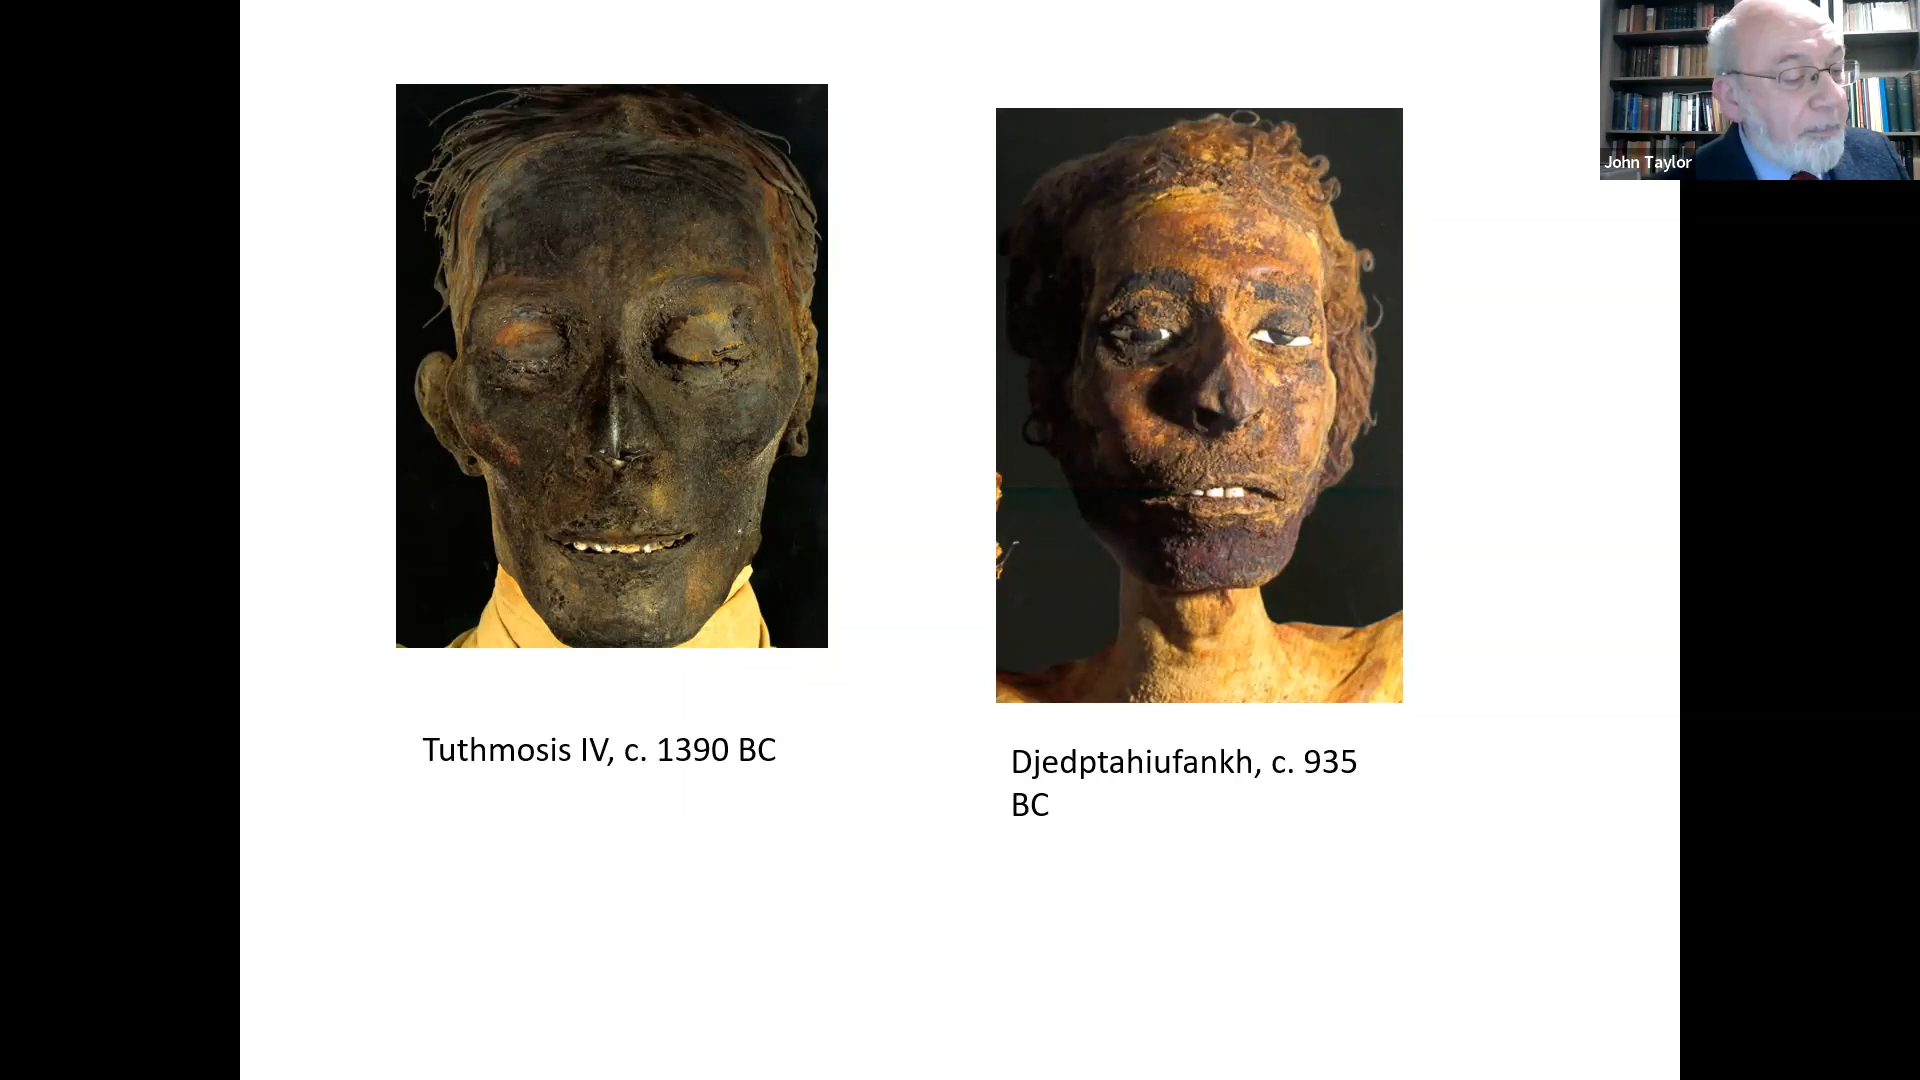 John Taylor
Tuthmosis IV, c. 1390 BC
Djedptahiufankh, c. 935
BC